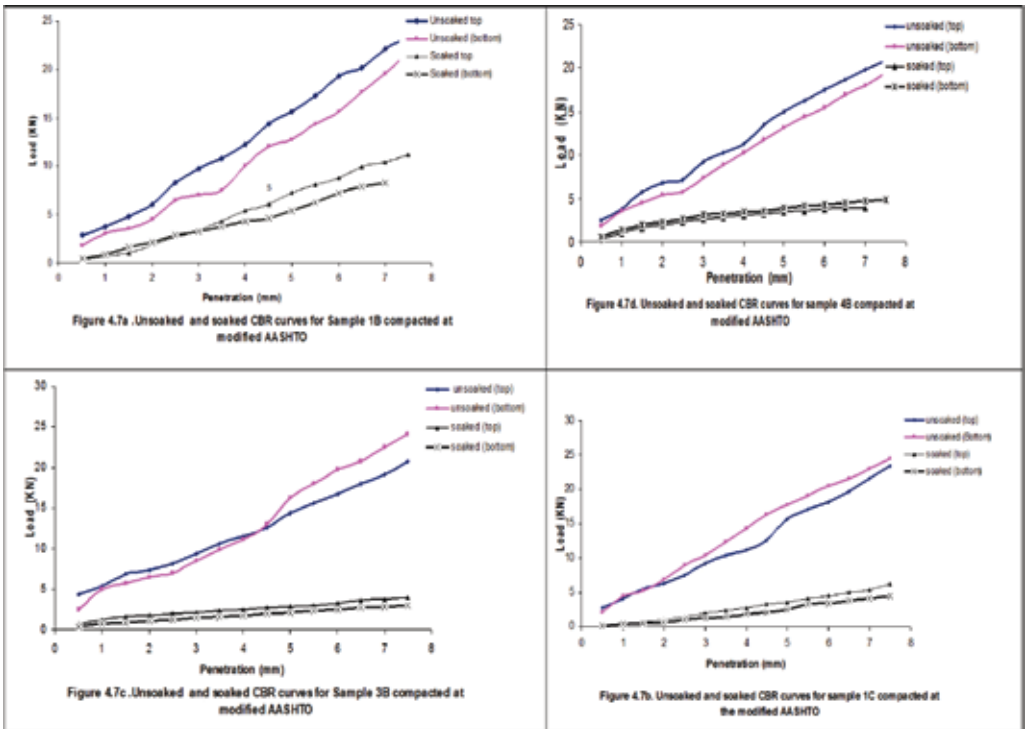 25
20
15
10
5
0
Load (KN)
0 1 2 3 4 5 6 7 8
Penetration (mm)
Unsoaked top
Unsoaked (bottom)
Soaked top
Soaked (bottom)
5
Figure 4.7a .Unsoaked and soaked CBR curves for Sample 1B compacted at
modified AASHTO
25
20
15
10
5
0
Load (KN)
0 1 2 3 4 5 6 7 8
Penetration (mm)
unsoaked (top)
unsoaked (bottom)
soaked (top)
soaked (bottom)
Figure 4.7d. Unsoaked and soaked CBR curves for sample 4B compacted at
modified AASHTO
30
25
20
15
10
5
0
Load (KN)
0 1 2 3 4 5 6 7 8
Penetration (mm)
unsoaked (top)
unsoaked (bottom)
soaked (top)
soaked (bottom)
Figure 4.7c .Unsoaked and soaked CBR curves for Sample 3B compacted at
modified AASHTO
30
25
20
15
10
5
0
Load (KN)
0 1 2 3 4 5 6 7 8
Penetration (mm)
unsoaked (top)
unsoaked (Bottom)
soaked (top)
soaked (bottom)
Figure 4.7b. Unsoaked and soaked CBR curves for sample 1C compacted at
the modified AASHTO